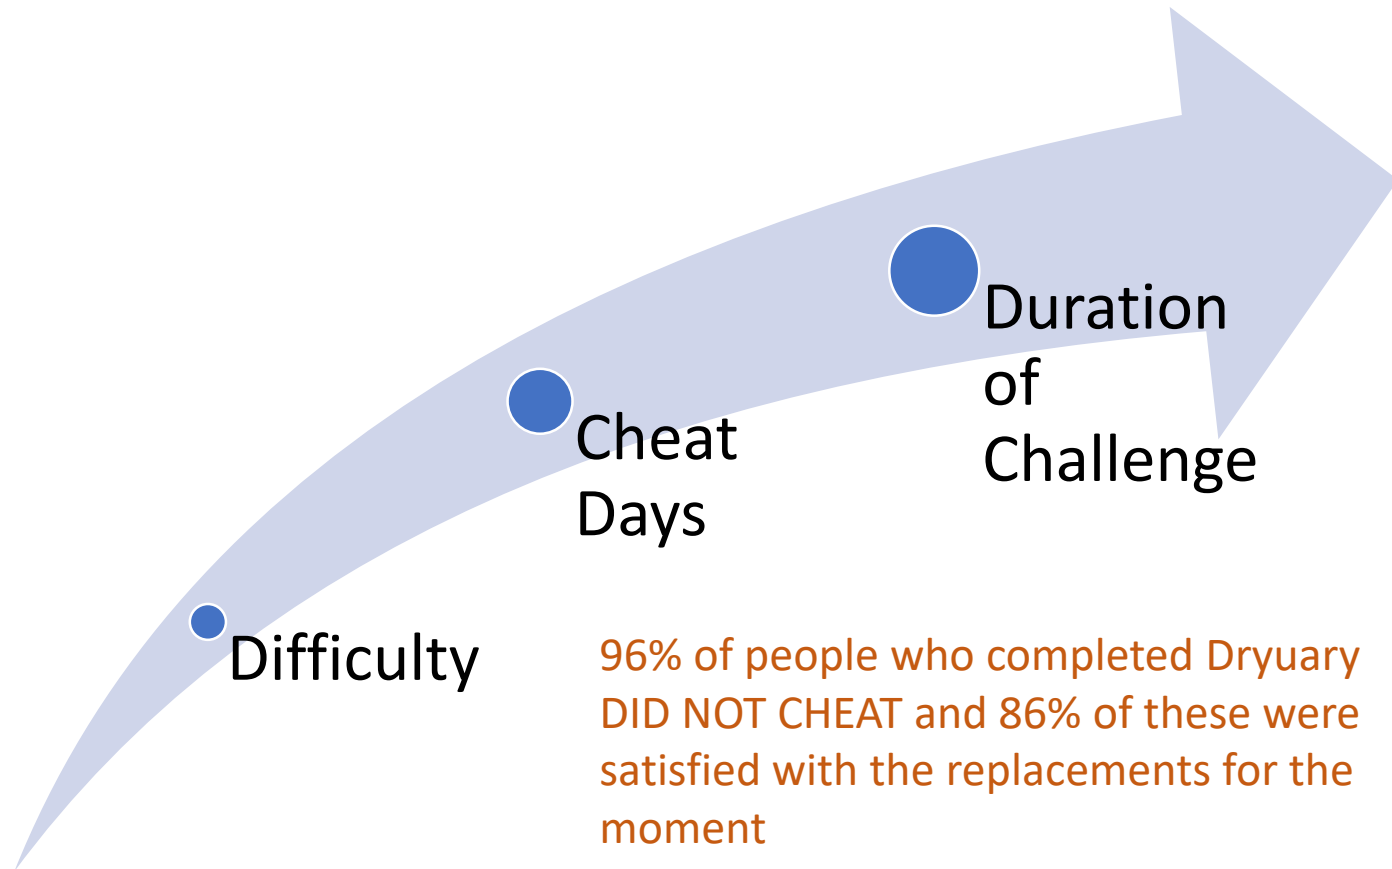 Duration
of
Challenge
Cheat
Days
Difficulty
96% of people who completed Dryuary
DID NOT CHEAT and 86% of these were
satisfied with the replacements for the
moment